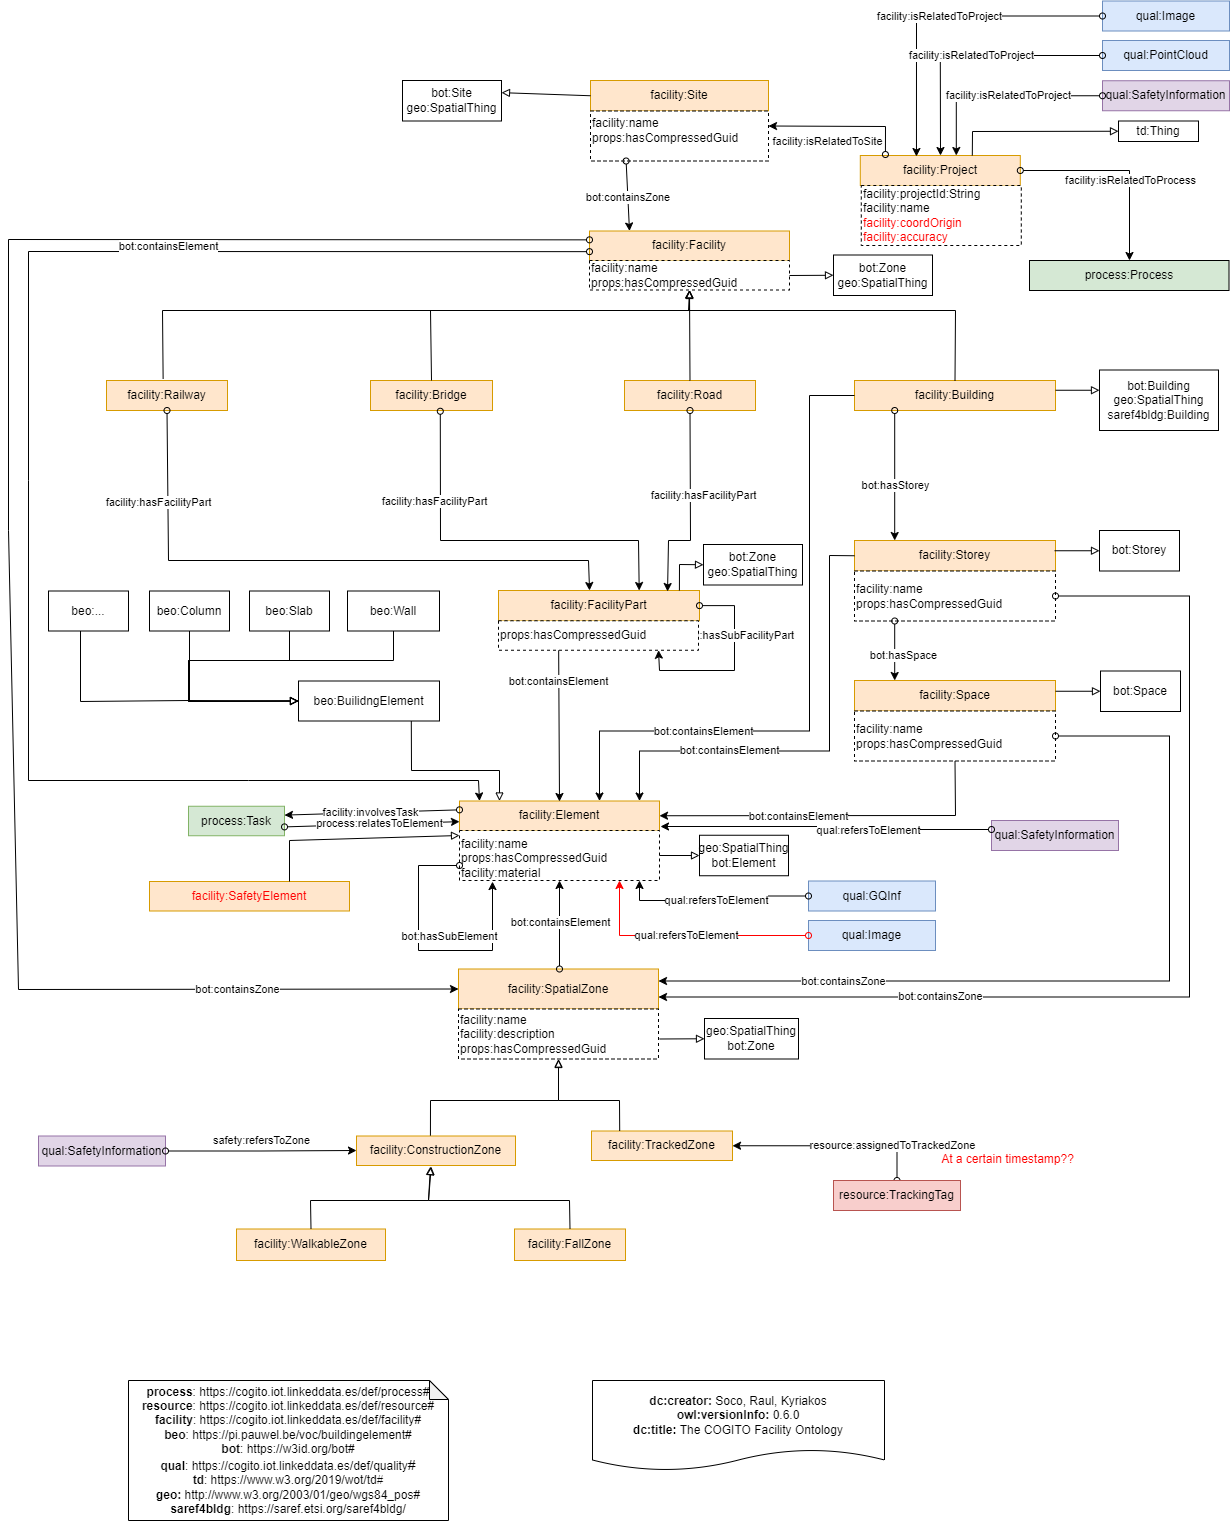 facility:isRelatedToProject
qual:Image
facility:isRelatedToProject
qual:PointCloud
bot:Site
geo:SpatialThing
facility:Site
facility:isRelatedToProject
qual:SafetyInformation
facility:name
props:hasCompressedGuid
facility:isRelatedToSite
td:Thing
facility:Project
facility:isRelatedToProcess
bot:containsZone
facility:projectId:String
facility:name
facility:coordOrigin
facility:accuracy
bot:containsElement
facility:Facility
facility:name
props:hasCompressedGuid
bot:Zone
geo:SpatialThing
process:Process
facility:Railway
facility:Bridge
facility:Road
facility:Building
bot:Building
geo:SpatialThing
saref4bldg:Building
bot:hasStorey
facility:hasFacilityPart
facility:hasFacilityPart
facility:hasFacilityPart
bot:Zone
geo:SpatialThing
facility:Storey
bot:Storey
facility:name
props:hasCompressedGuid
beo:...
beo:Column
beo:Slab
beo:Wall
facility:FacilityPart
props:hasCompressedGuid
:hasSubFacilityPart
bot:hasSpace
bot:containsElement
beo:BuilidngElement
facility:Space
bot:Space
facility:name
props:hasCompressedGuid
bot:containsElement
bot:containsElement
process:Task
facility:involvesTask
process:relatesToElement
facility:Element
bot:containsElement
qual:refersToElement
qual:SafetyInformation
facility:name
props:hasCompressedGuid
facility:material
geo:SpatialThing
bot:Element
facility:SafetyElement
qual:refersToElement
qual:GQInf
bot:hasSubElement
bot:containsElement
qual:refersToElement
qual:Image
bot:containsZone
facility:SpatialZone
bot:containsZone
bot:containsZone
facility:name
facility:description
props:hasCompressedGuid
geo:SpatialThing
bot:Zone
qual:SafetyInformation
safety:refersToZone
facility:ConstructionZone
facility:TrackedZone
resource:assignedToTrackedZone
At a certain timestamp??
resource:TrackingTag
facility:WalkableZone
facility:FallZone
process: https://cogito.iot.linkeddata.es/def/process#
resource: https://cogito.iot.linkeddata.es/def/resource#
facility: https://cogito.iot.linkeddata.es/def/facility#
beo: https://pi.pauwel.be/voc/buildingelement#
bot: https://w3id.org/bot#
qual: https://cogito.iot.linkeddata.es/def/quality#
td: https://www.w3.org/2019/wot/td#
geo: http://www.w3.org/2003/01/geo/wgs84_pos#
saref4bldg: https://saref.etsi.org/saref4bldg/
dc:creator: Soco, Raul, Kyriakos
owl:versionInfo: 0.6.0
dc:title: The COGITO Facility Ontology